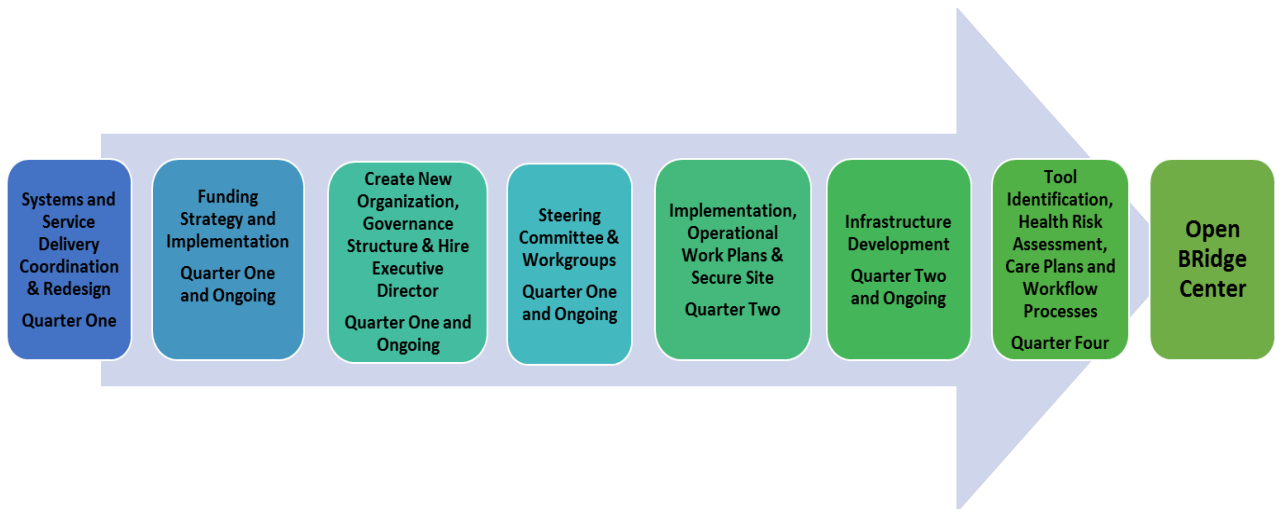 Systems and
Service
Delivery
Coordination
& Redesign
Quarter One
Funding
Strategy and
Implementation
Quarter One
and Ongoing
Create New
Organization,
Governance
Structure & Hire
Executive
Director
Quarter One and
Ongoing
Steering
Committee &
Workgroups
Quarter One
and Ongoing
Implementation,
Operational
Work Plans &
Secure Site
Quarter Two
Infrastructure
Development
Quarter Two
and Ongoing
Tool
Identification,
Health Risk
Assessment,
Care Plans and
Workflow
Processes
Quarter Four
Open
BRidge
Center